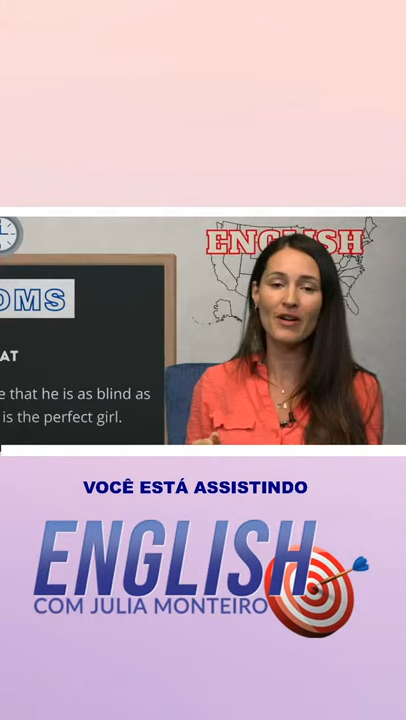 ENGLISH
OMS
AT
e that he is as blind as
is the perfect girl.
VOCÊ ESTÁ ASSISTINDO
ENGLISH
COM JULIA MONTEIRO